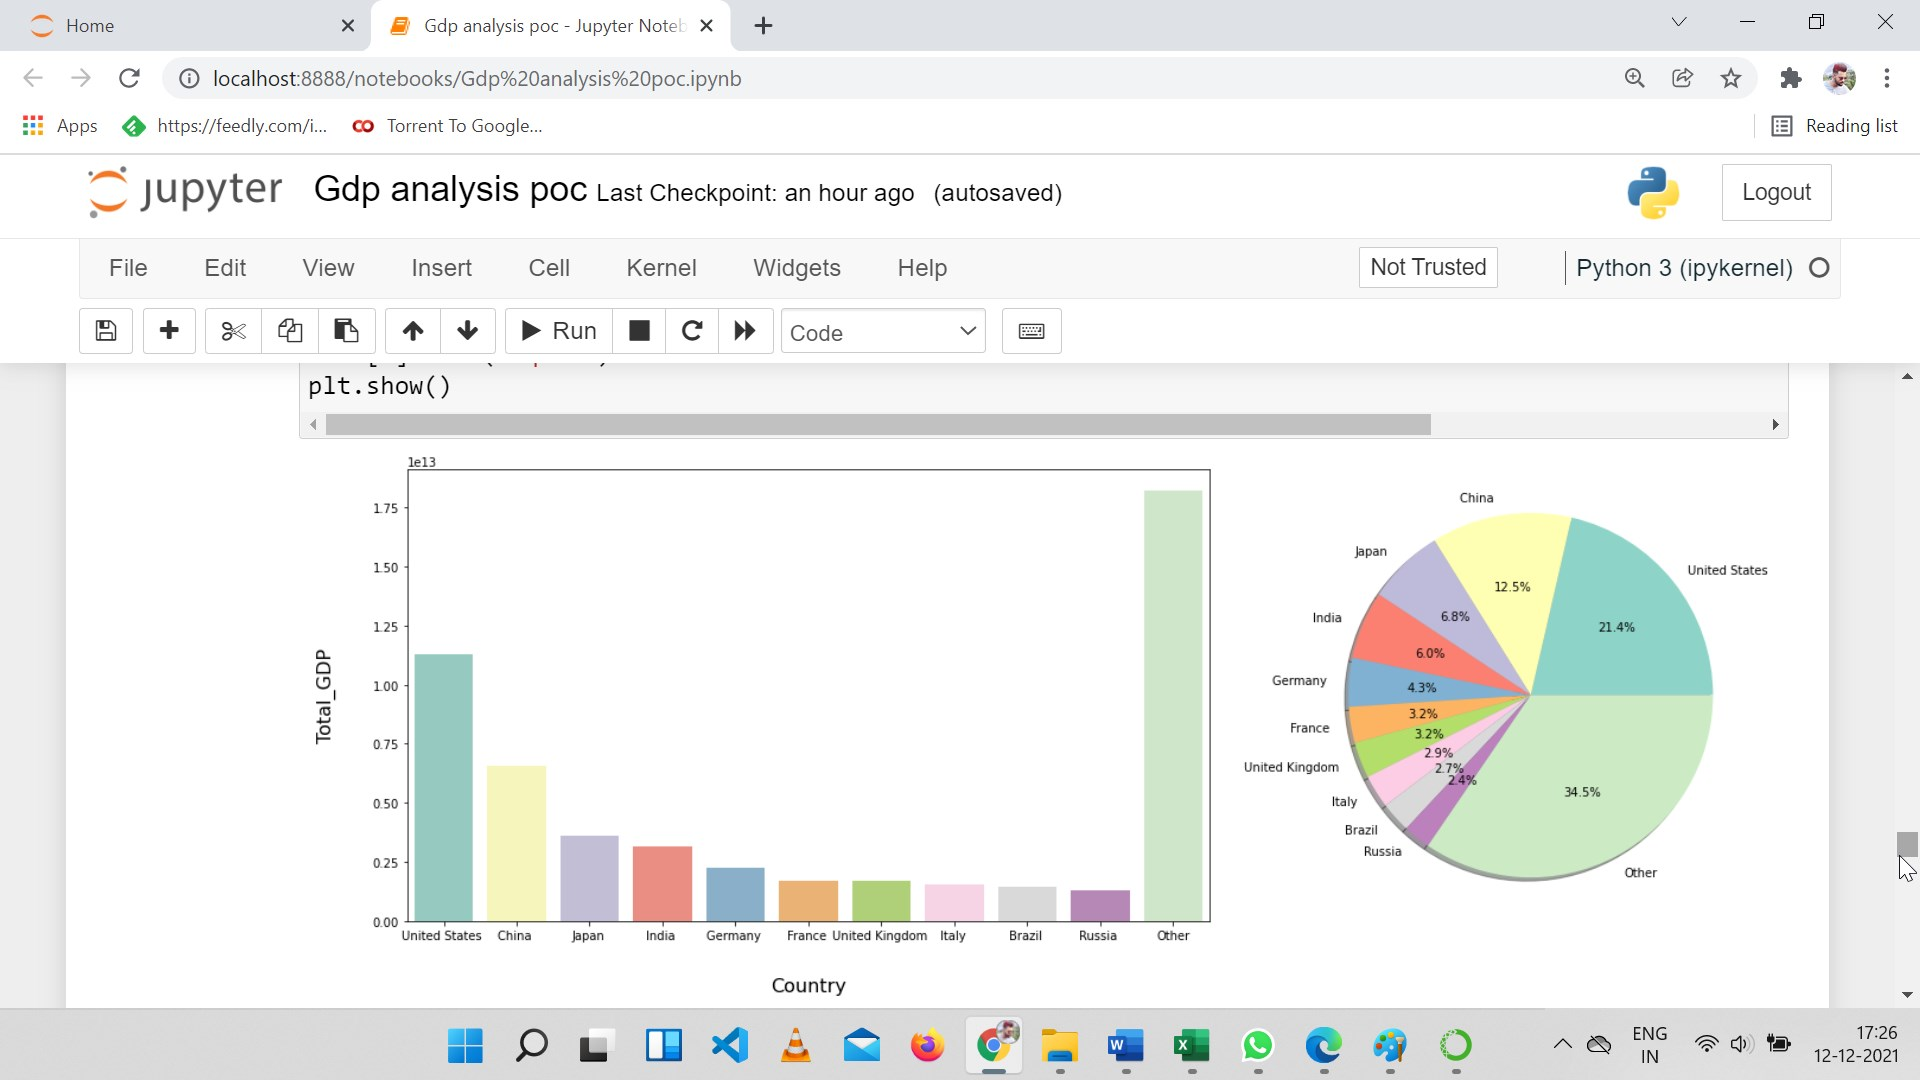 Home
Gdp analysis poc - Jupyter Noteb
localhost:8888/notebooks/Gdp%20analysis%20poc.ipynb
Apps
https://feedly.com/i...
Torrent To Google...
Reading list
jupyter
Gdp analysis poc Last Checkpoint: an hour ago (autosaved)
Logout
File Edit View Insert Cell Kernel Widgets Help
Not Trusted
Python 3 (ipykernel)
Run
Code
plt.show()
1e13
1.75
1.50
1.25
1.00
0.75
0.50
0.25
0.00
Total_GDP
United States China Japan India Germany France United Kingdom Italy Brazil Russia Other
Country
China
Japan
United States
12.5%
India
6.8%
21.4%
6.0%
Germany
4.3%
3.2%
France
3.2%
2.9%
United Kingdom
2.7%
2.4%
34.5%
Italy
Brazil
Russia
Other
ENG
IN
17:26
12-12-2021